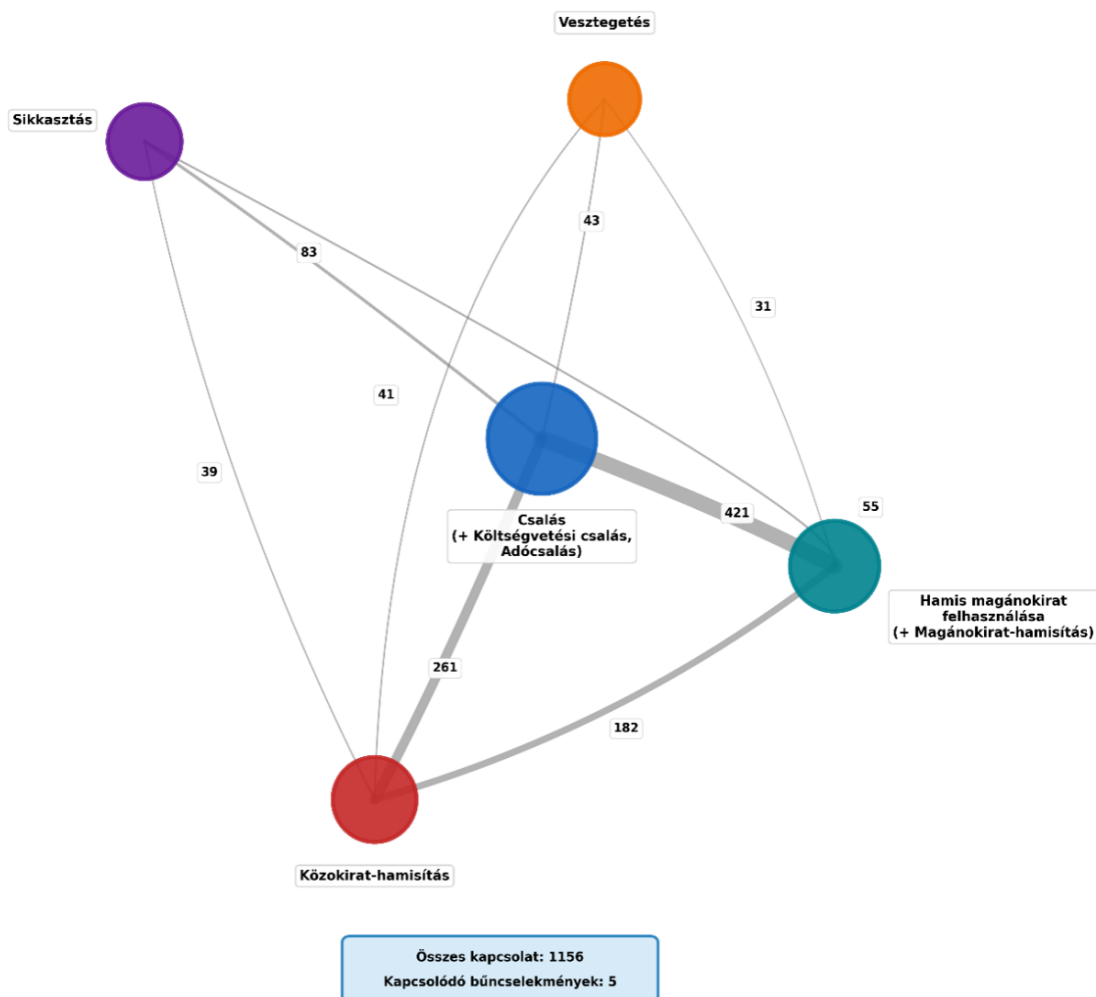 Vesztegetés
Sikkasztás
43
83
31
41
39
55
421
Csalás
(+ Költségvetési csalás,
Adócsalás)
Hamis magánokirat
felhasználása
(+ Magánokirat-hamisítás)
261
182
Közokirat-hamisítás
Összes kapcsolat: 1156
Kapcsolódó bűncselekmények: 5